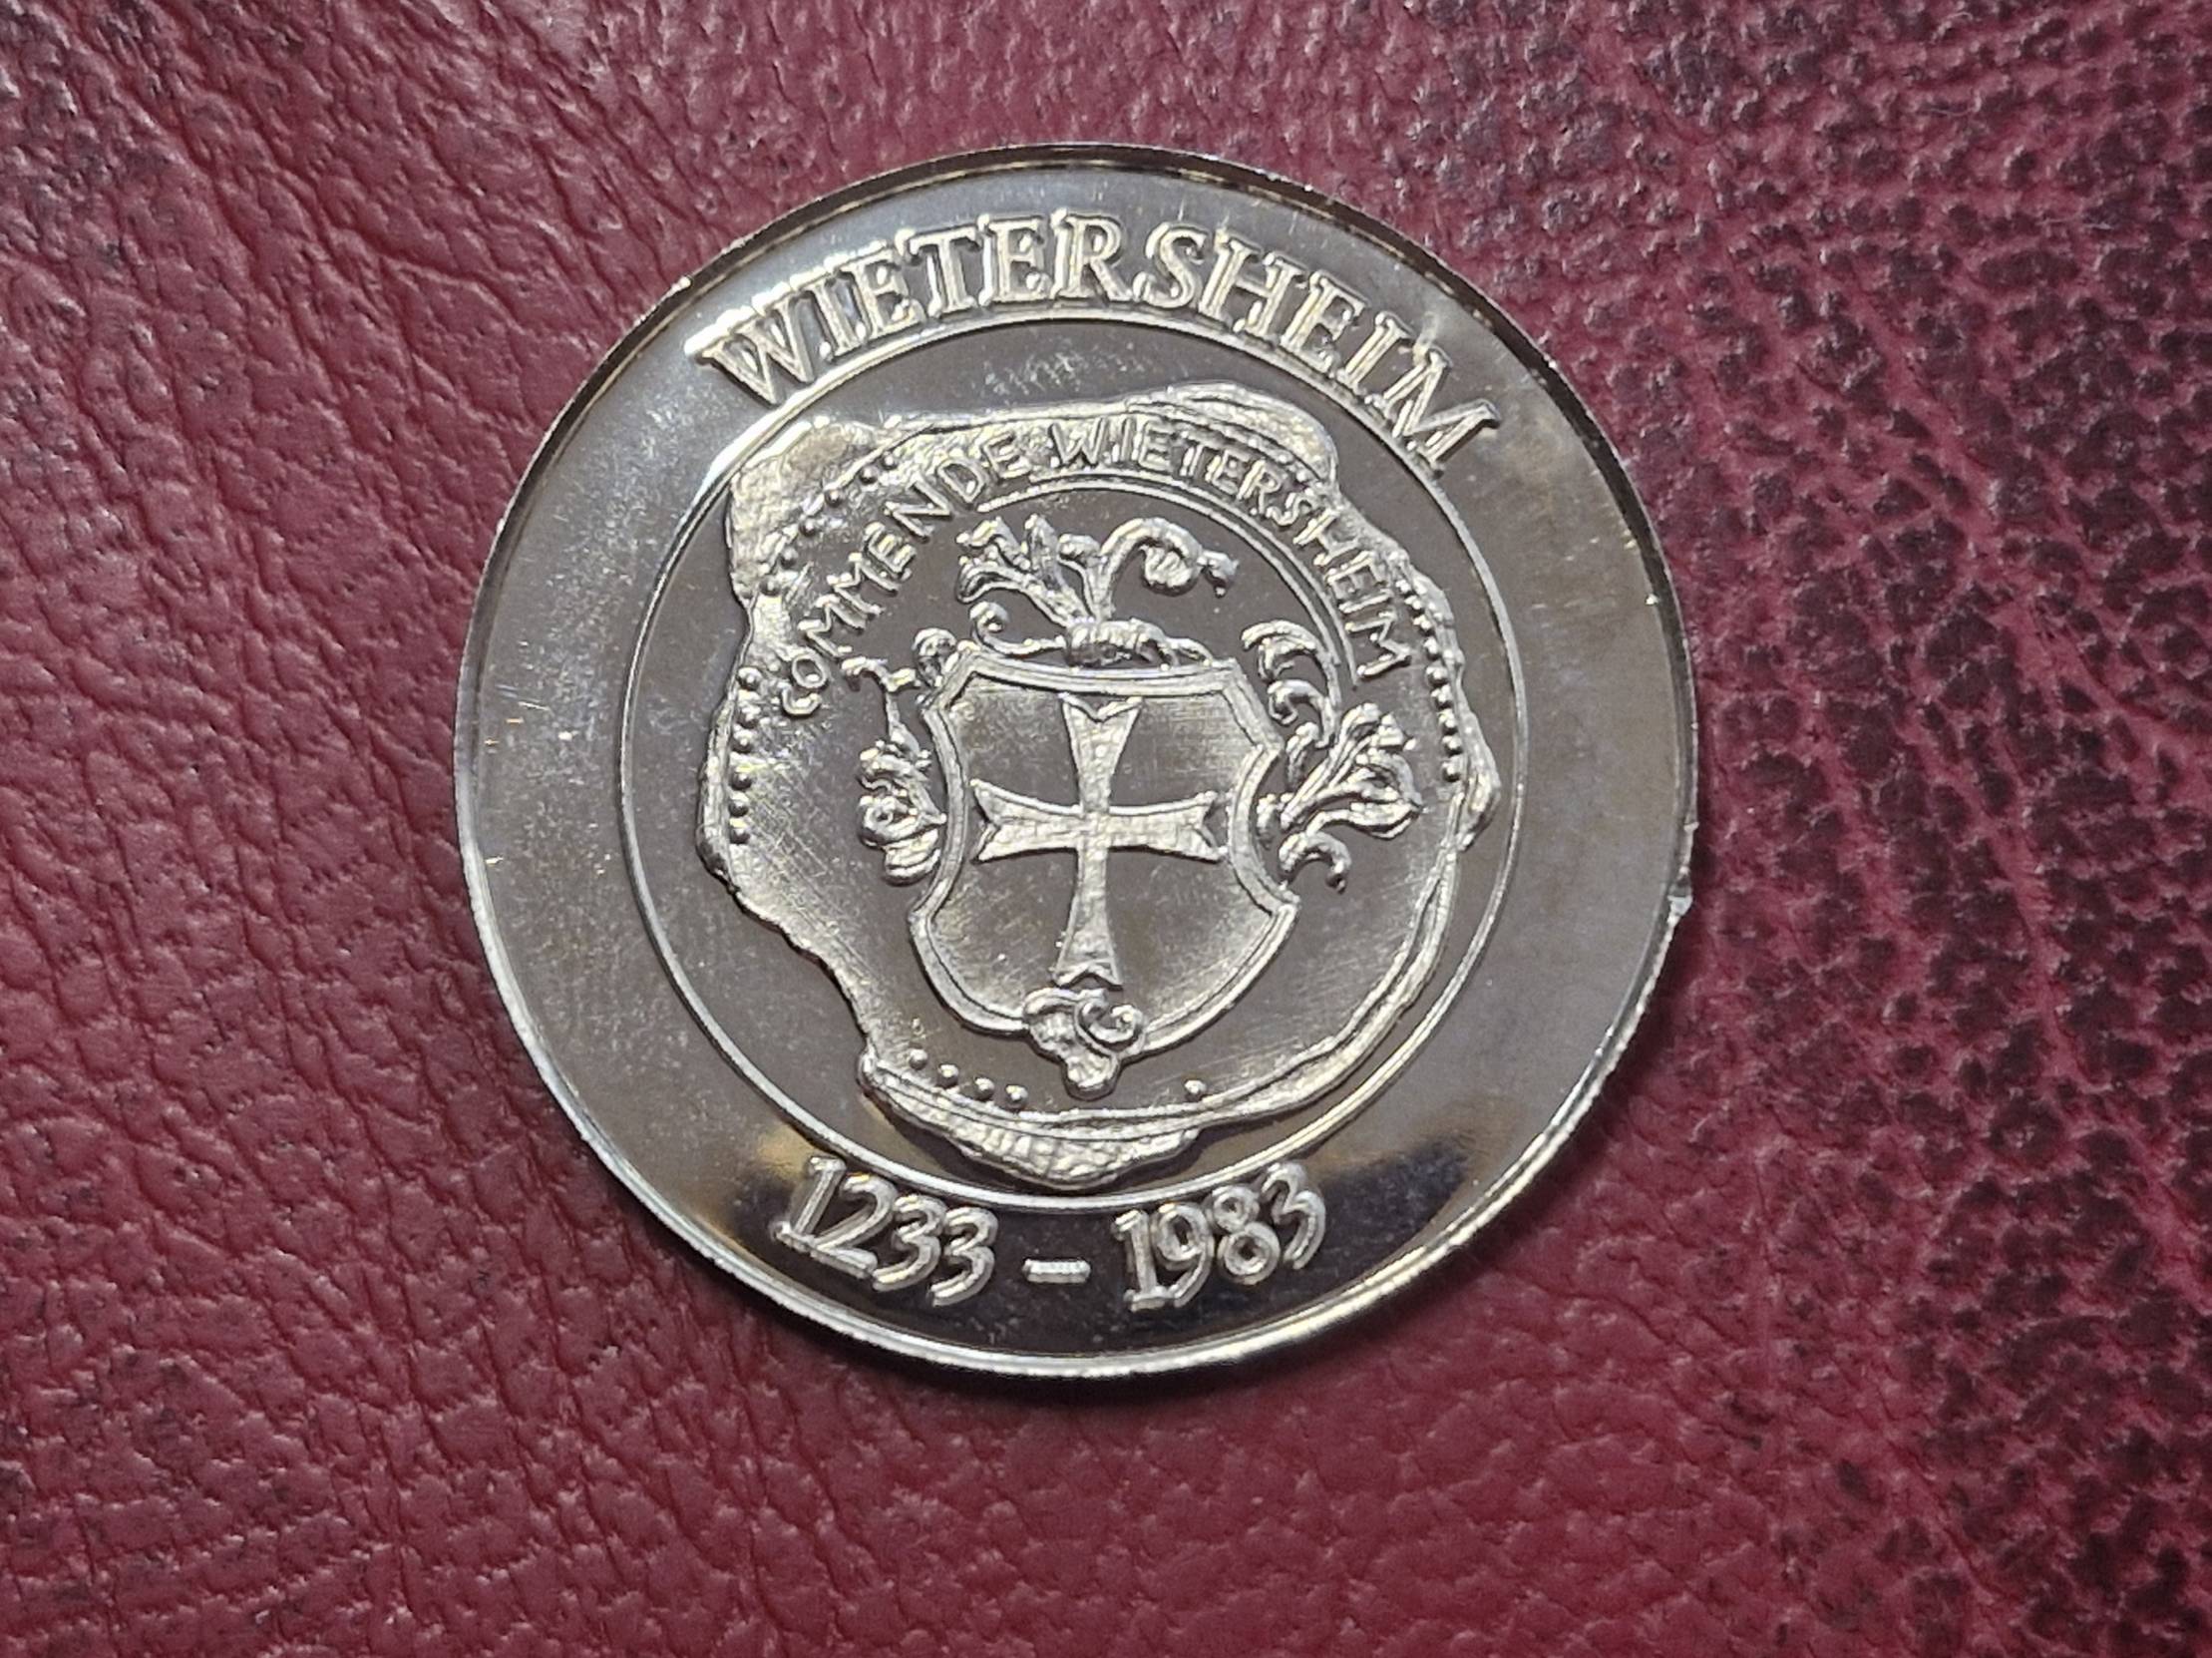 WIETERSHEIM
COMMENDE WIETERSHEIM
1233 – 1983